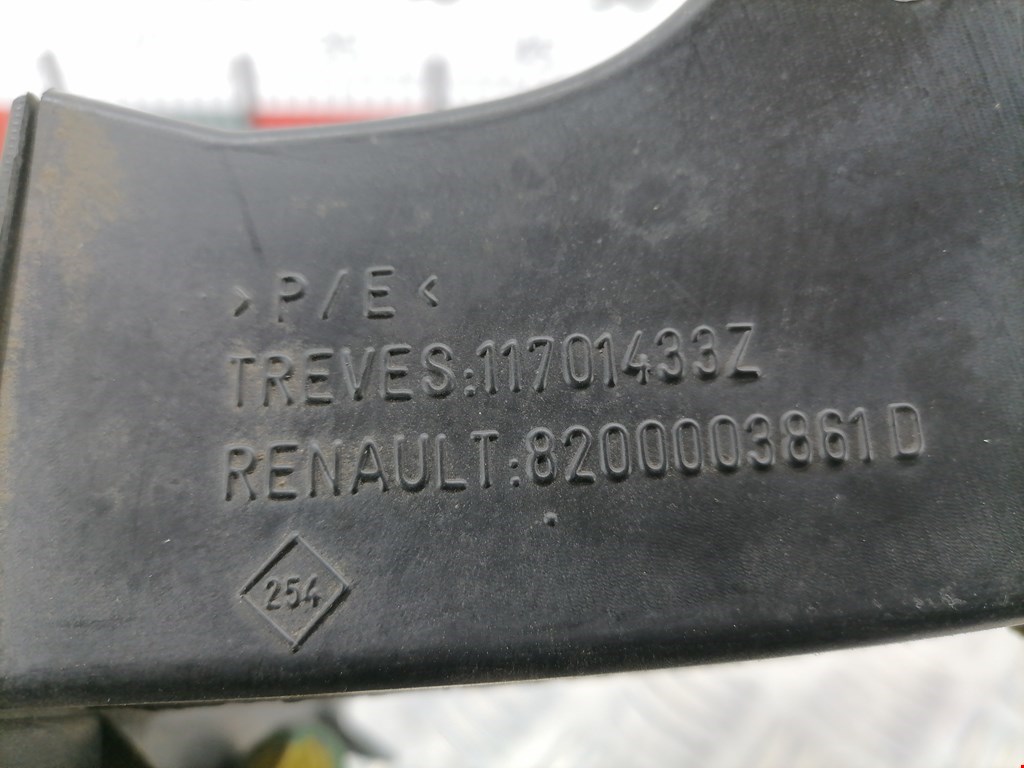 >P/E<
TREVES:11701433Z
RENAULT:8200003861D
254